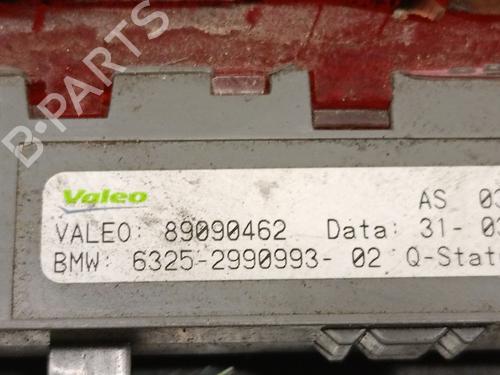 B-PARTS
Valeo
AS 03
VALEO: 89090462 Data: 31- 03
BMW: 6325-2990993- 02 Q-Stat